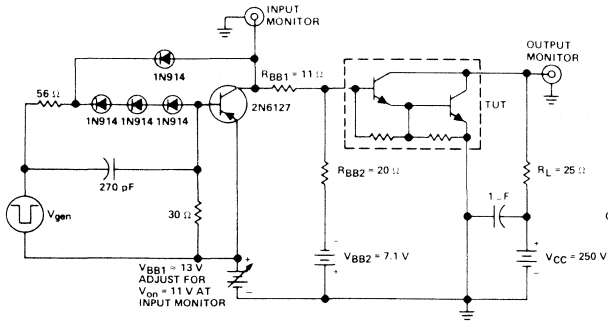 INPUT
MONITOR
OUTPUT
MONITOR
1N914
RBB1 = 11 Ω
56 Ω
2N6127
TUT
1N914 1N914 1N914
270 pF
RBB2 = 20 Ω
RL = 25 Ω
30 Ω
Vgen
VBB1 ≈ 13 V
ADJUST FOR
Von = 11 V AT
INPUT MONITOR
VBB2 = 7.1 V
VCC = 250 V